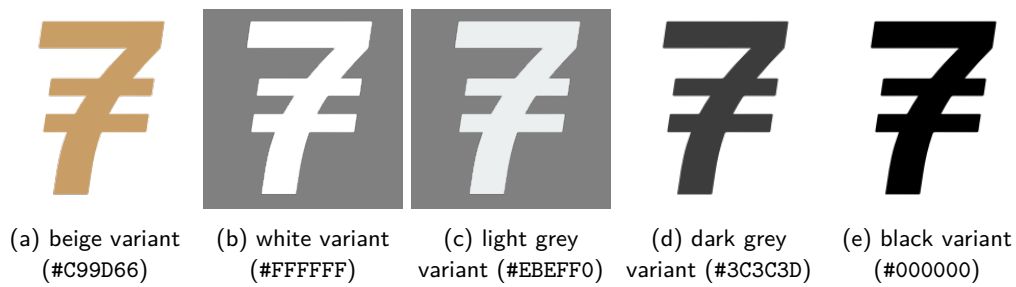 (a) beige variant
(#C99D66)
(b) white variant
(#FFFFFF)
(c) light grey
variant (#EBEFF0)
(d) dark grey
variant (#3C3C3D)
(e) black variant
(#000000)